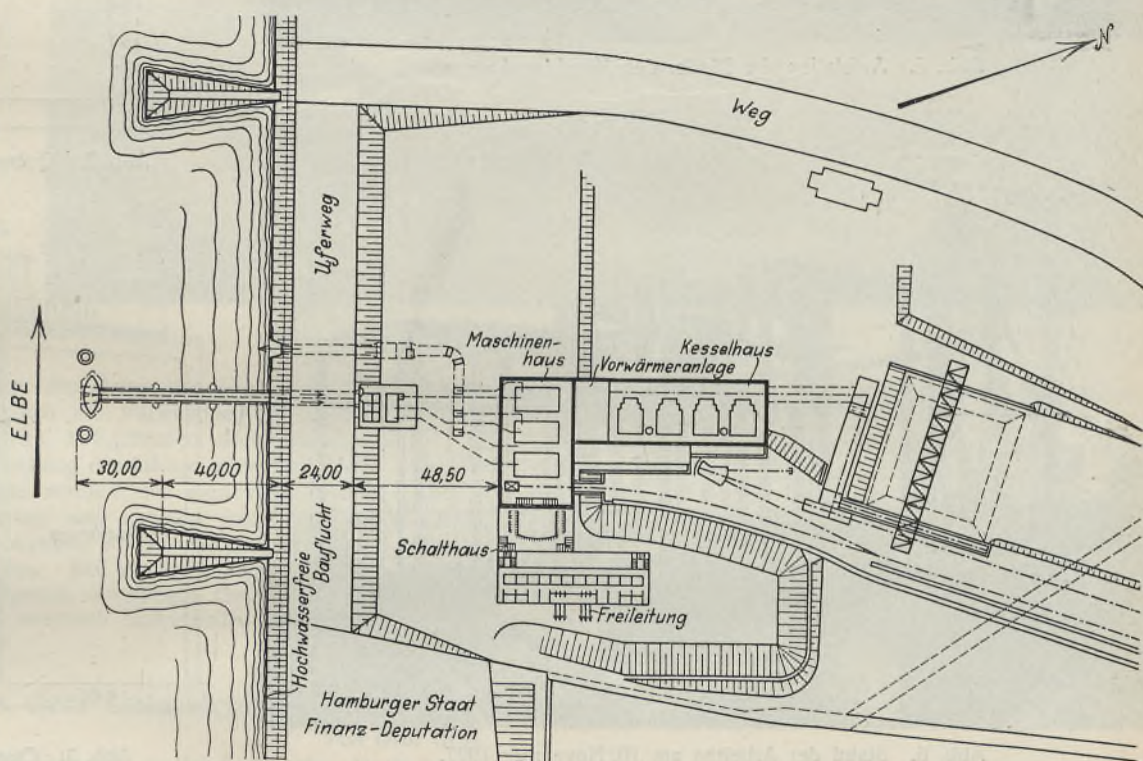 N
Weg
Uferweg
ELBE
Maschinen-
haus
Kesselhaus
Vorwärmeranlage
30,00
40,00
24,00
48,50
Schalthaus
Freileitung
Hochwasserfreie
Bauflucht
Hamburger Staat
Finanz-Deputation